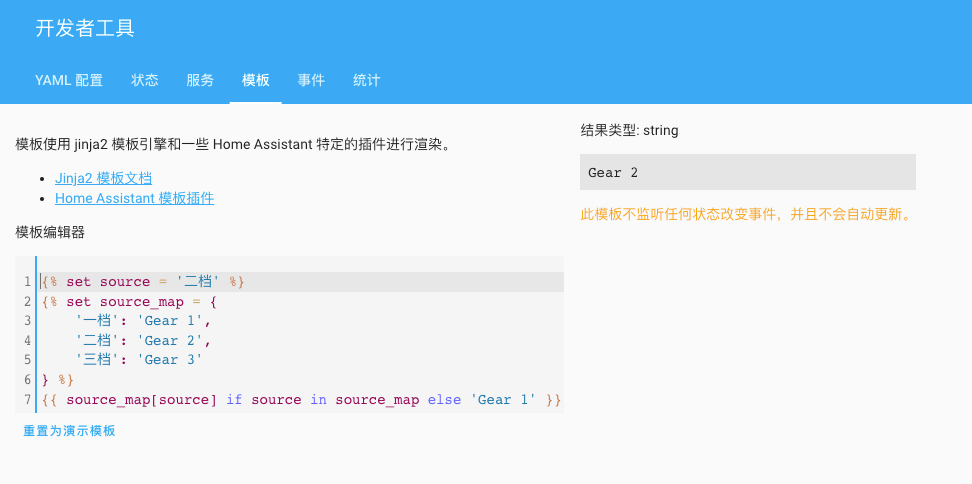 开发者工具
YAML 配置 状态 服务 模板 事件 统计
模板使用 jinja2 模板引擎和一些 Home Assistant 特定的插件进行渲染。
Jinja2 模板文档
Home Assistant 模板插件
模板编辑器
1 {% set source = '二档' %}
2 {% set source_map = {
3     '一档': 'Gear 1',
4     '二档': 'Gear 2',
5     '三档': 'Gear 3'
6 } %}
7 {{ source_map[source] if source in source_map else 'Gear 1' }}
重置为演示模板
结果类型: string
Gear 2
此模板不监听任何状态改变事件，并且不会自动更新。